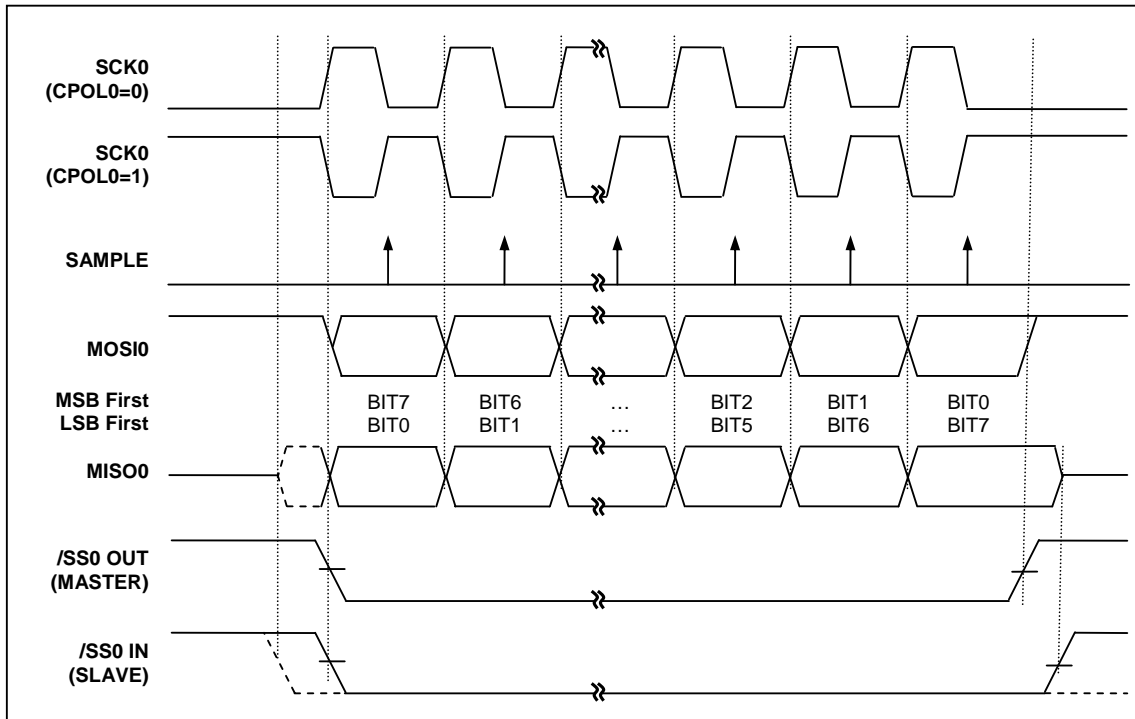 SCK0
(CPOL0=0)
SCK0
(CPOL0=1)
SAMPLE
MOSI0
MSB First BIT7 BIT6 … BIT2 BIT1 BIT0
LSB First BIT0 BIT1 … BIT5 BIT6 BIT7
MISO0
/SS0 OUT
(MASTER)
/SS0 IN
(SLAVE)